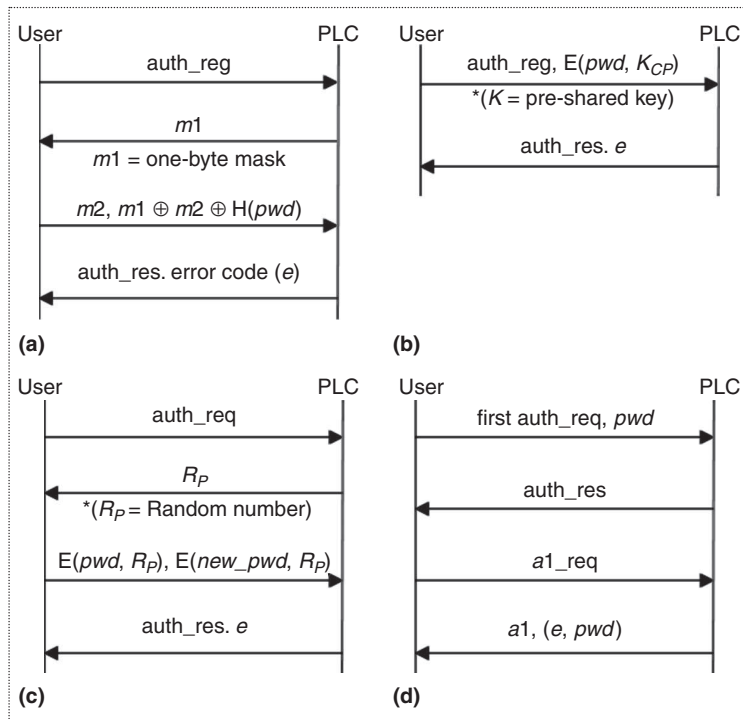 User PLC
auth_reg
m1
m1 = one-byte mask
m2, m1 ⊕ m2 ⊕ H(pwd)
auth_res. error code (e)
(a)
User PLC
auth_reg, E(pwd, K_CP)
*(K = pre-shared key)
auth_res. e
(b)
User PLC
auth_req
R_P
*(R_P = Random number)
E(pwd, R_P), E(new_pwd, R_P)
auth_res. e
(c)
User PLC
first auth_req, pwd
auth_res
a1_req
a1, (e, pwd)
(d)